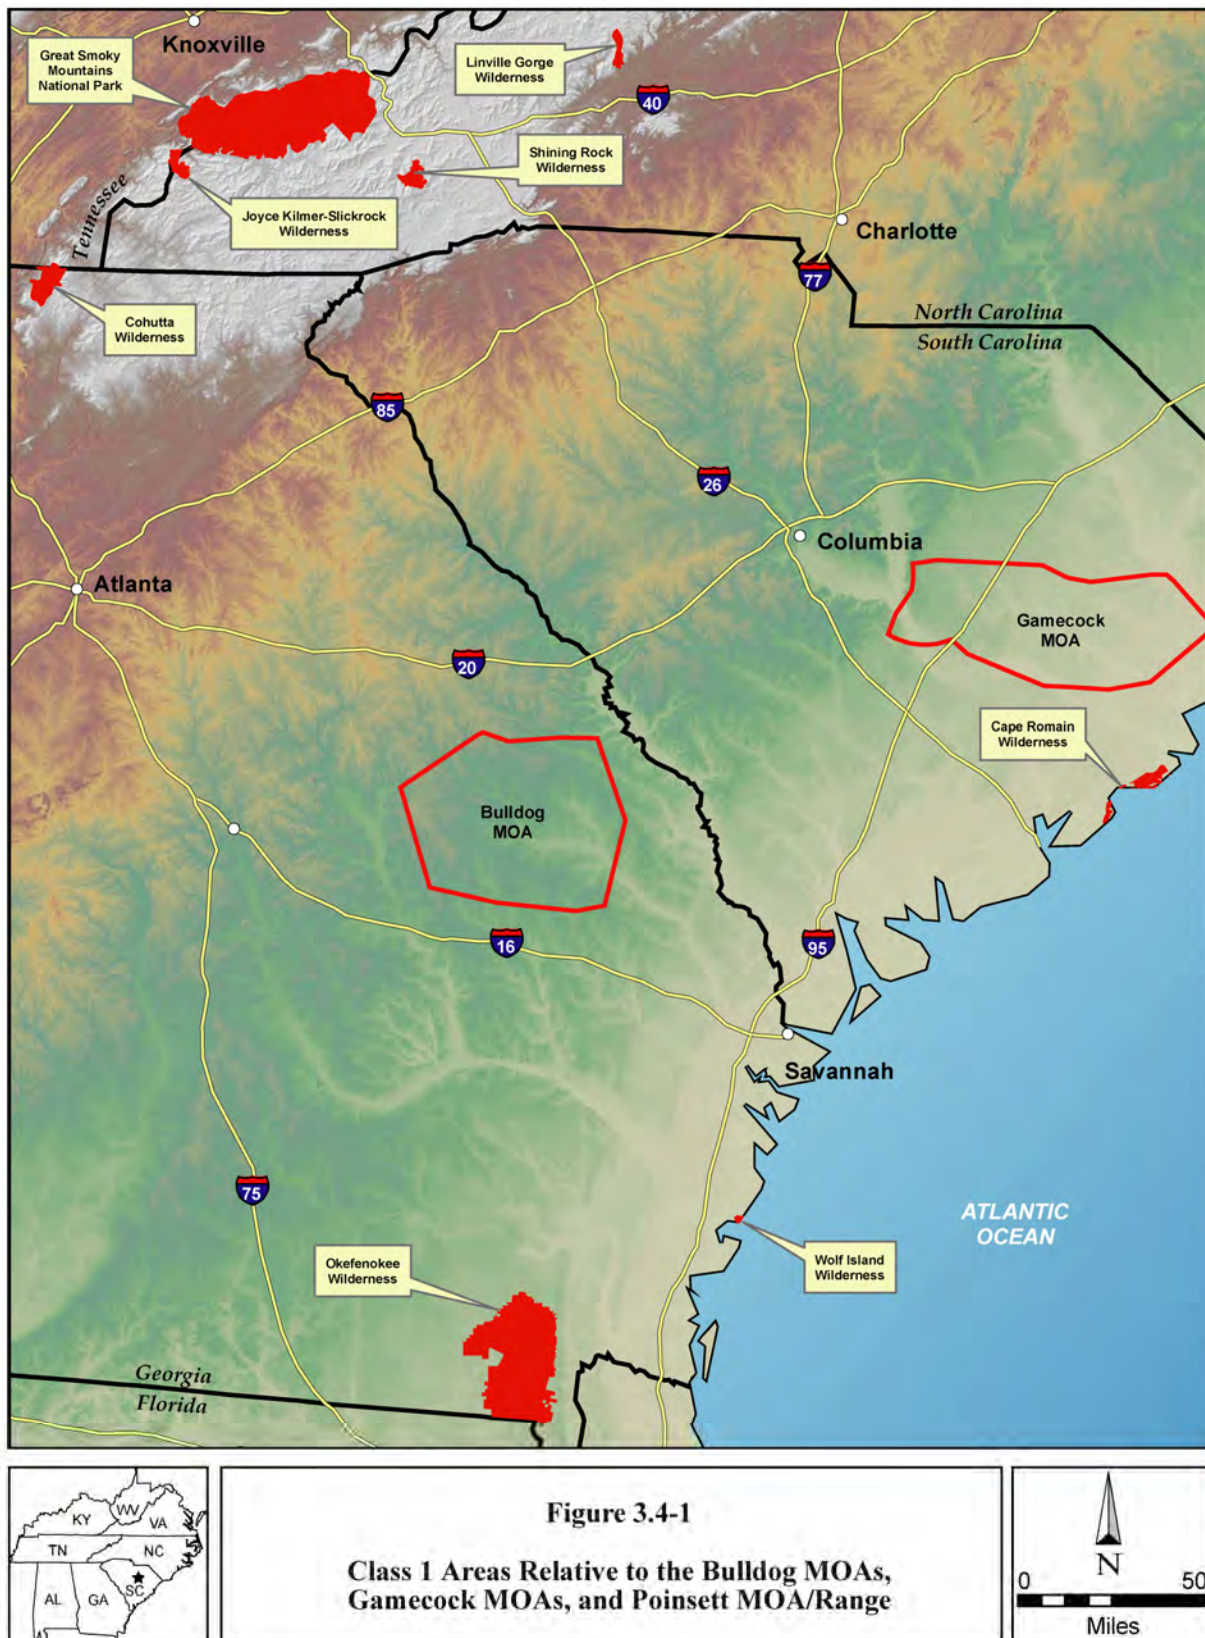 Knoxville
Great Smoky
Mountains
National Park
Linville Gorge
Wilderness
40
Shining Rock
Wilderness
Tennessee
Joyce Kilmer-Slickrock
Wilderness
Charlotte
77
Cohutta
Wilderness
North Carolina
South Carolina
85
26
Columbia
Atlanta
Gamecock
MOA
20
Cape Romain
Wilderness
Bulldog
MOA
16
95
Savannah
75
ATLANTIC
OCEAN
Okefenokee
Wilderness
Wolf Island
Wilderness
Georgia
Florida
KY
WV
VA
TN
NC
SC
AL
GA
Figure 3.4-1
Class 1 Areas Relative to the Bulldog MOAs,
Gamecock MOAs, and Poinsett MOA/Range
N
0 50
Miles